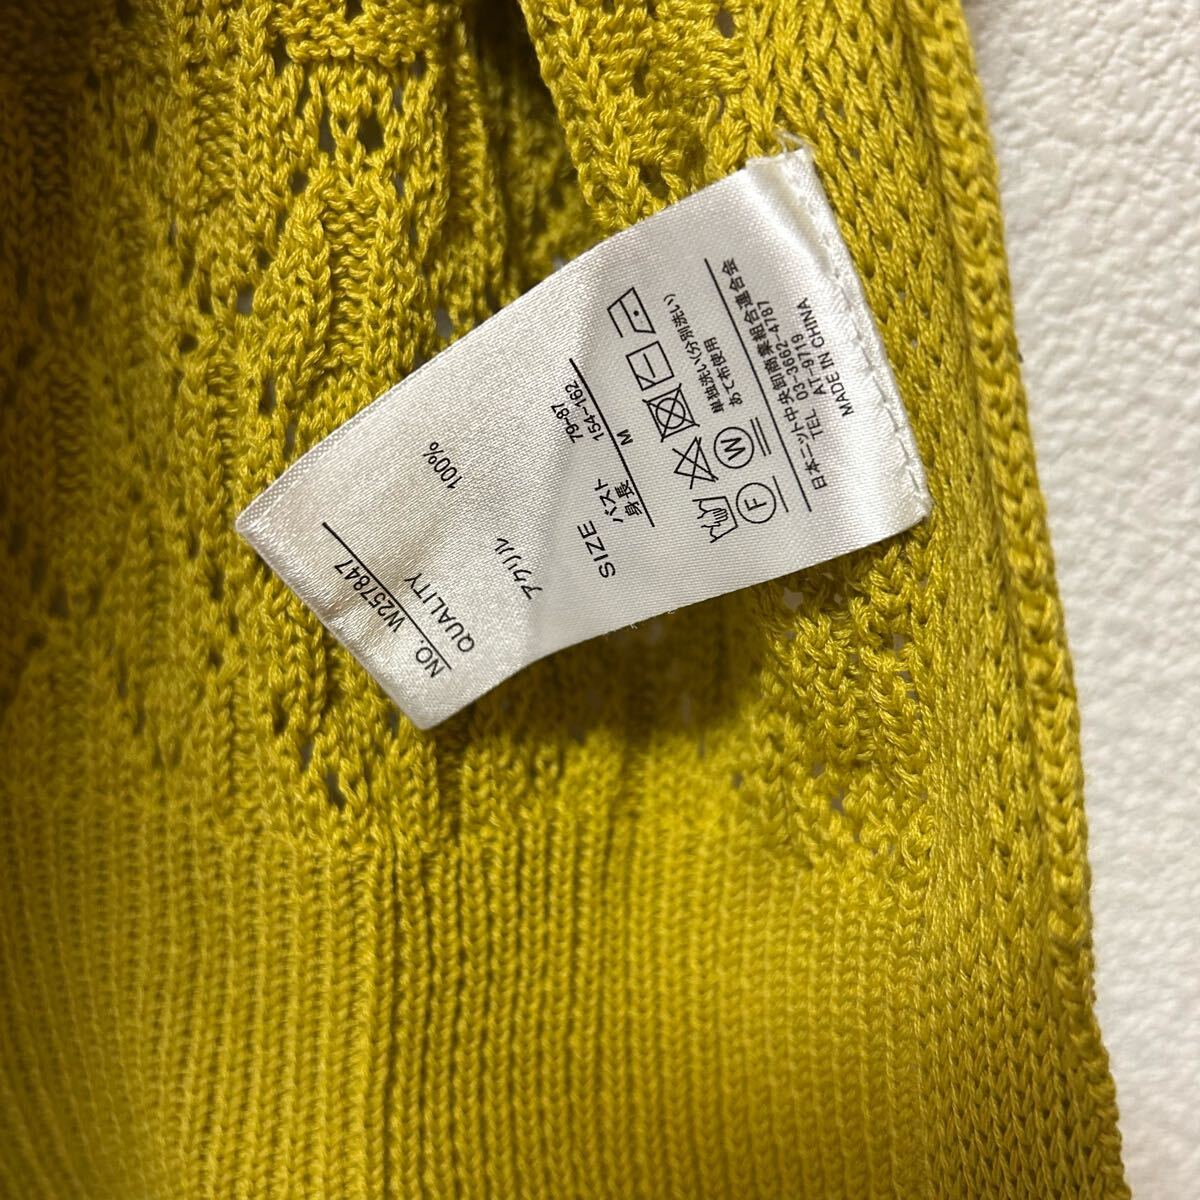 NO. W257847
QUALITY
アクリル 100%
SIZE
バスト 79-87
身長 154-162
M
単独洗い(分別洗い)
あて布使用
F W
日本ニット中央卸商業組合連合会
TEL 03-3662-4787
AT-9719
MADE IN CHINA